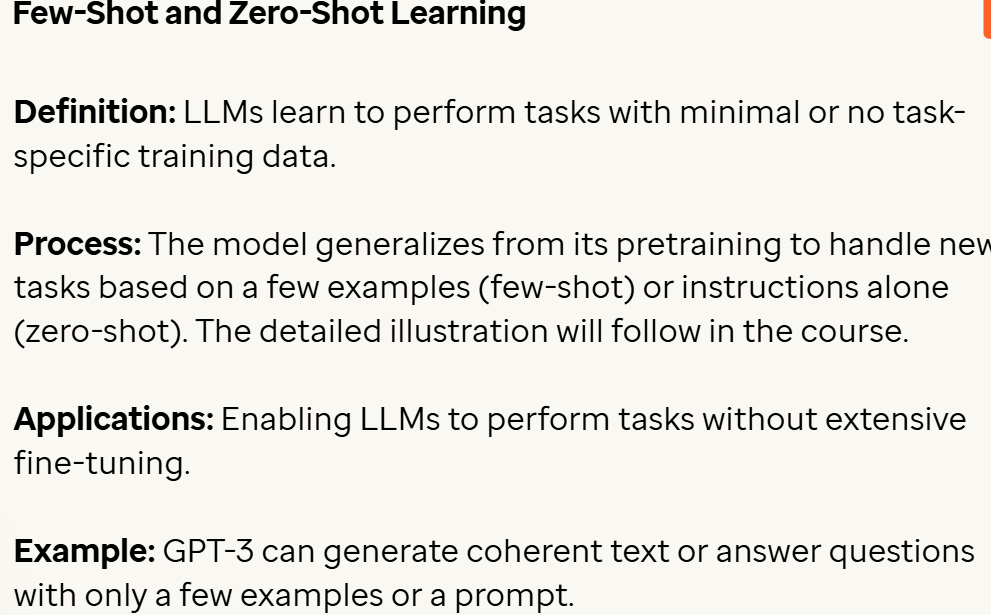 Few-Shot and Zero-Shot Learning
Definition: LLMs learn to perform tasks with minimal or no task-
specific training data.
Process: The model generalizes from its pretraining to handle new
tasks based on a few examples (few-shot) or instructions alone
(zero-shot). The detailed illustration will follow in the course.
Applications: Enabling LLMs to perform tasks without extensive
fine-tuning.
Example: GPT-3 can generate coherent text or answer questions
with only a few examples or a prompt.